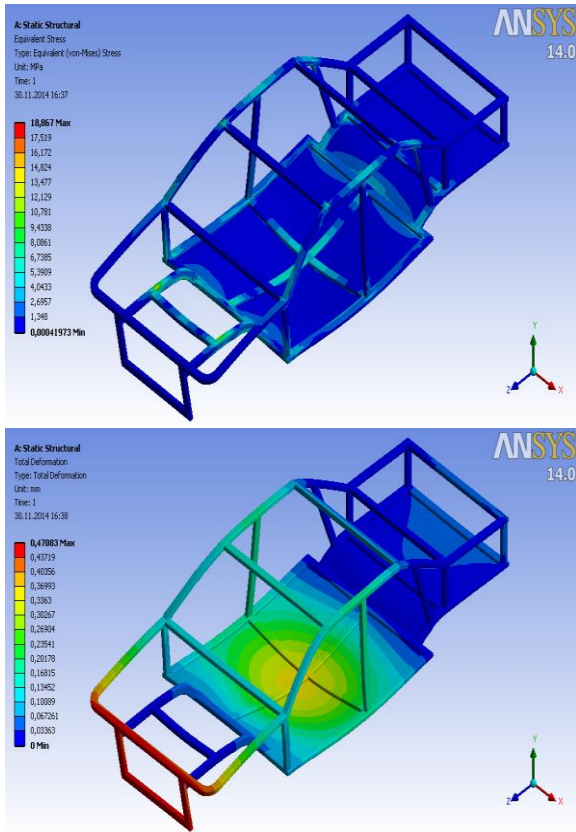 A: Static Structural
Equivalent Stress
Type: Equivalent (von-Mises) Stress
Unit: MPa
Time: 1
30.11.2014 16:37
18,867 Max
17,519
16,172
14,824
13,477
12,129
10,781
9,4338
8,0861
6,7385
5,3909
4,0433
2,6957
1,348
0,00041973 Min
ANSYS
14.0
Y
Z
X
A: Static Structural
Total Deformation
Type: Total Deformation
Unit: mm
Time: 1
30.11.2014 16:38
0,47083 Max
0,43719
0,40356
0,36993
0,3363
0,30267
0,26904
0,23541
0,20178
0,16815
0,13452
0,10089
0,067261
0,03363
0 Min
ANSYS
14.0
Y
Z
X